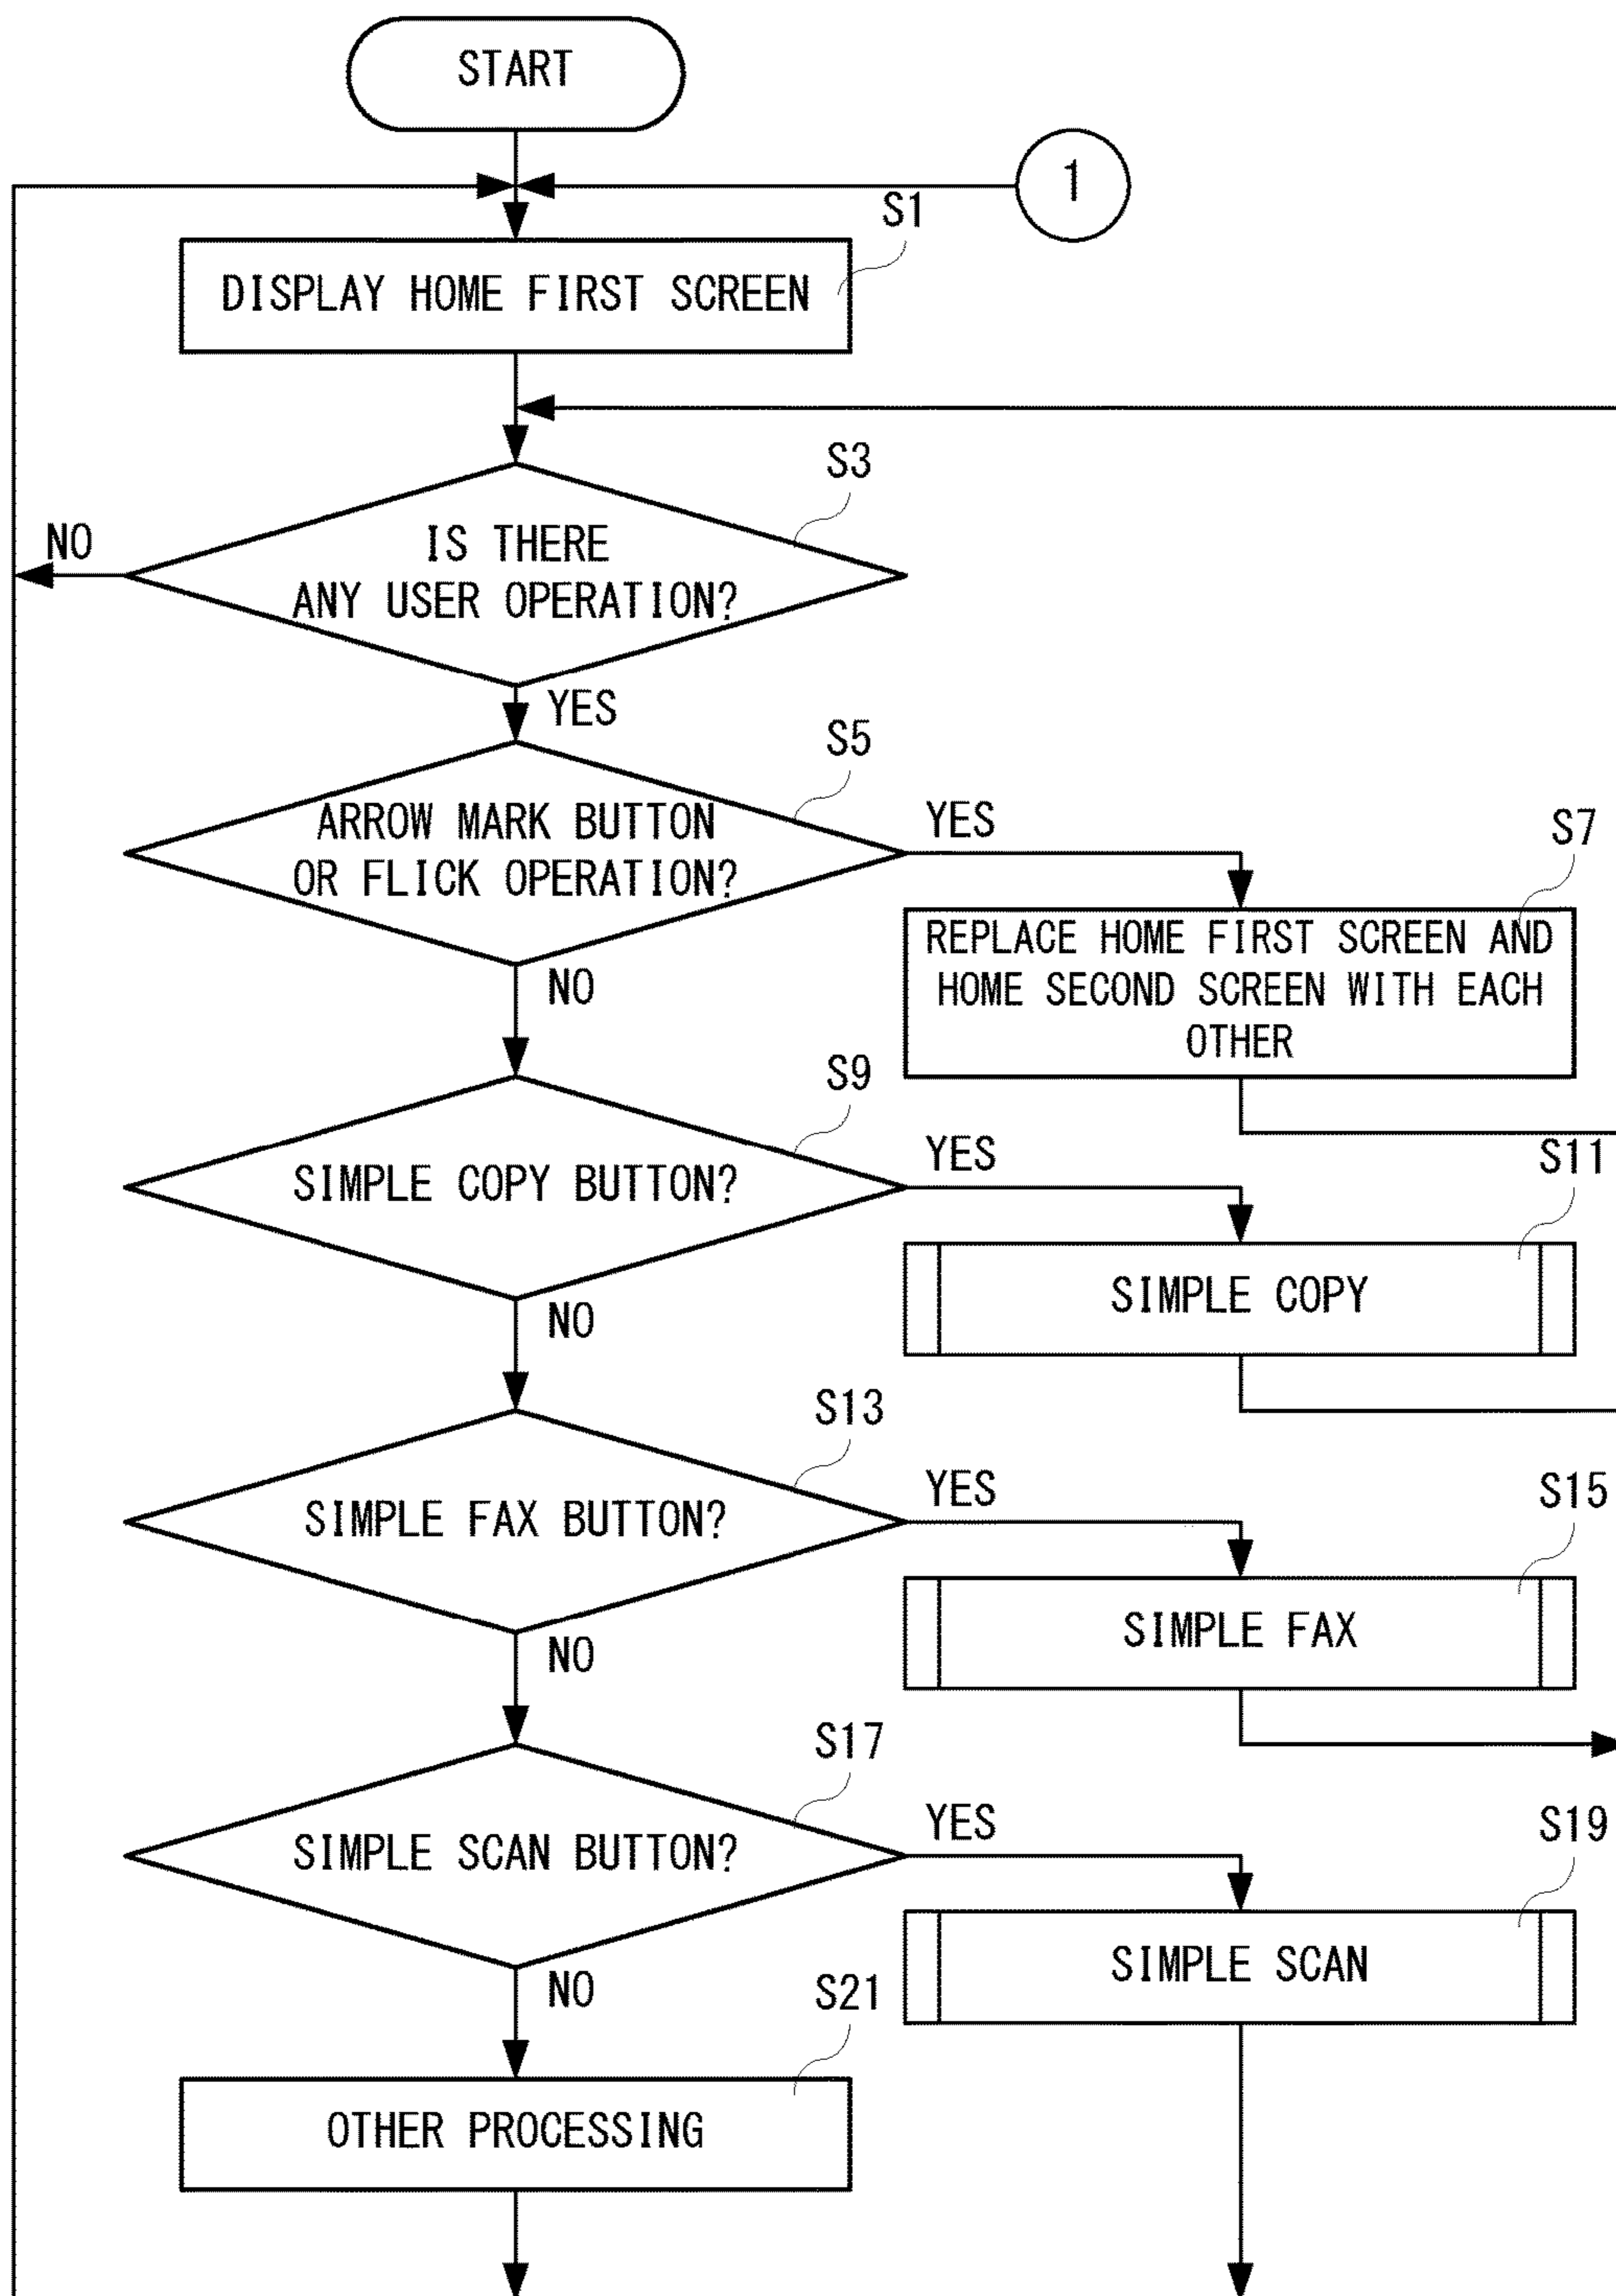 START
1
S1
DISPLAY HOME FIRST SCREEN
S3
IS THERE
ANY USER OPERATION?
NO
YES
S5
ARROW MARK BUTTON
OR FLICK OPERATION?
YES
NO
S7
REPLACE HOME FIRST SCREEN AND
HOME SECOND SCREEN WITH EACH
OTHER
S9
SIMPLE COPY BUTTON?
YES
NO
S11
SIMPLE COPY
S13
SIMPLE FAX BUTTON?
YES
NO
S15
SIMPLE FAX
S17
SIMPLE SCAN BUTTON?
YES
NO
S19
SIMPLE SCAN
S21
OTHER PROCESSING